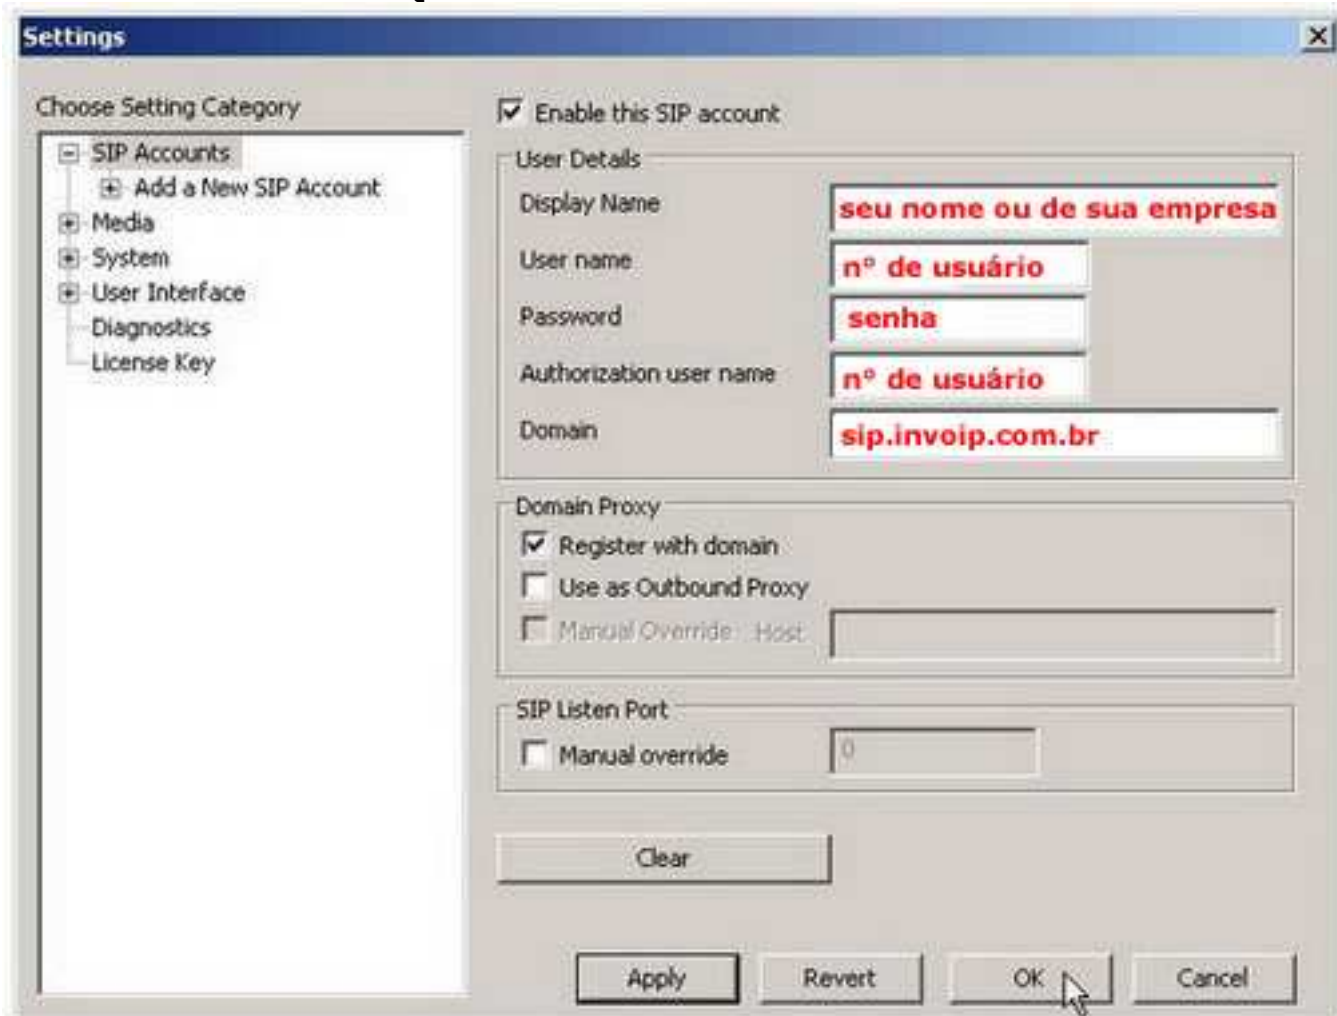 Settings
Choose Setting Category
SIP Accounts
Add a New SIP Account
Media
System
User Interface
Diagnostics
License Key
Enable this SIP account
User Details
Display Name seu nome ou de sua empresa
User name nº de usuário
Password senha
Authorization user name nº de usuário
Domain sip.invoip.com.br
Domain Proxy
Register with domain
Use as Outbound Proxy
Manual Override Host
SIP Listen Port
Manual override 0
Clear
Apply Revert OK Cancel